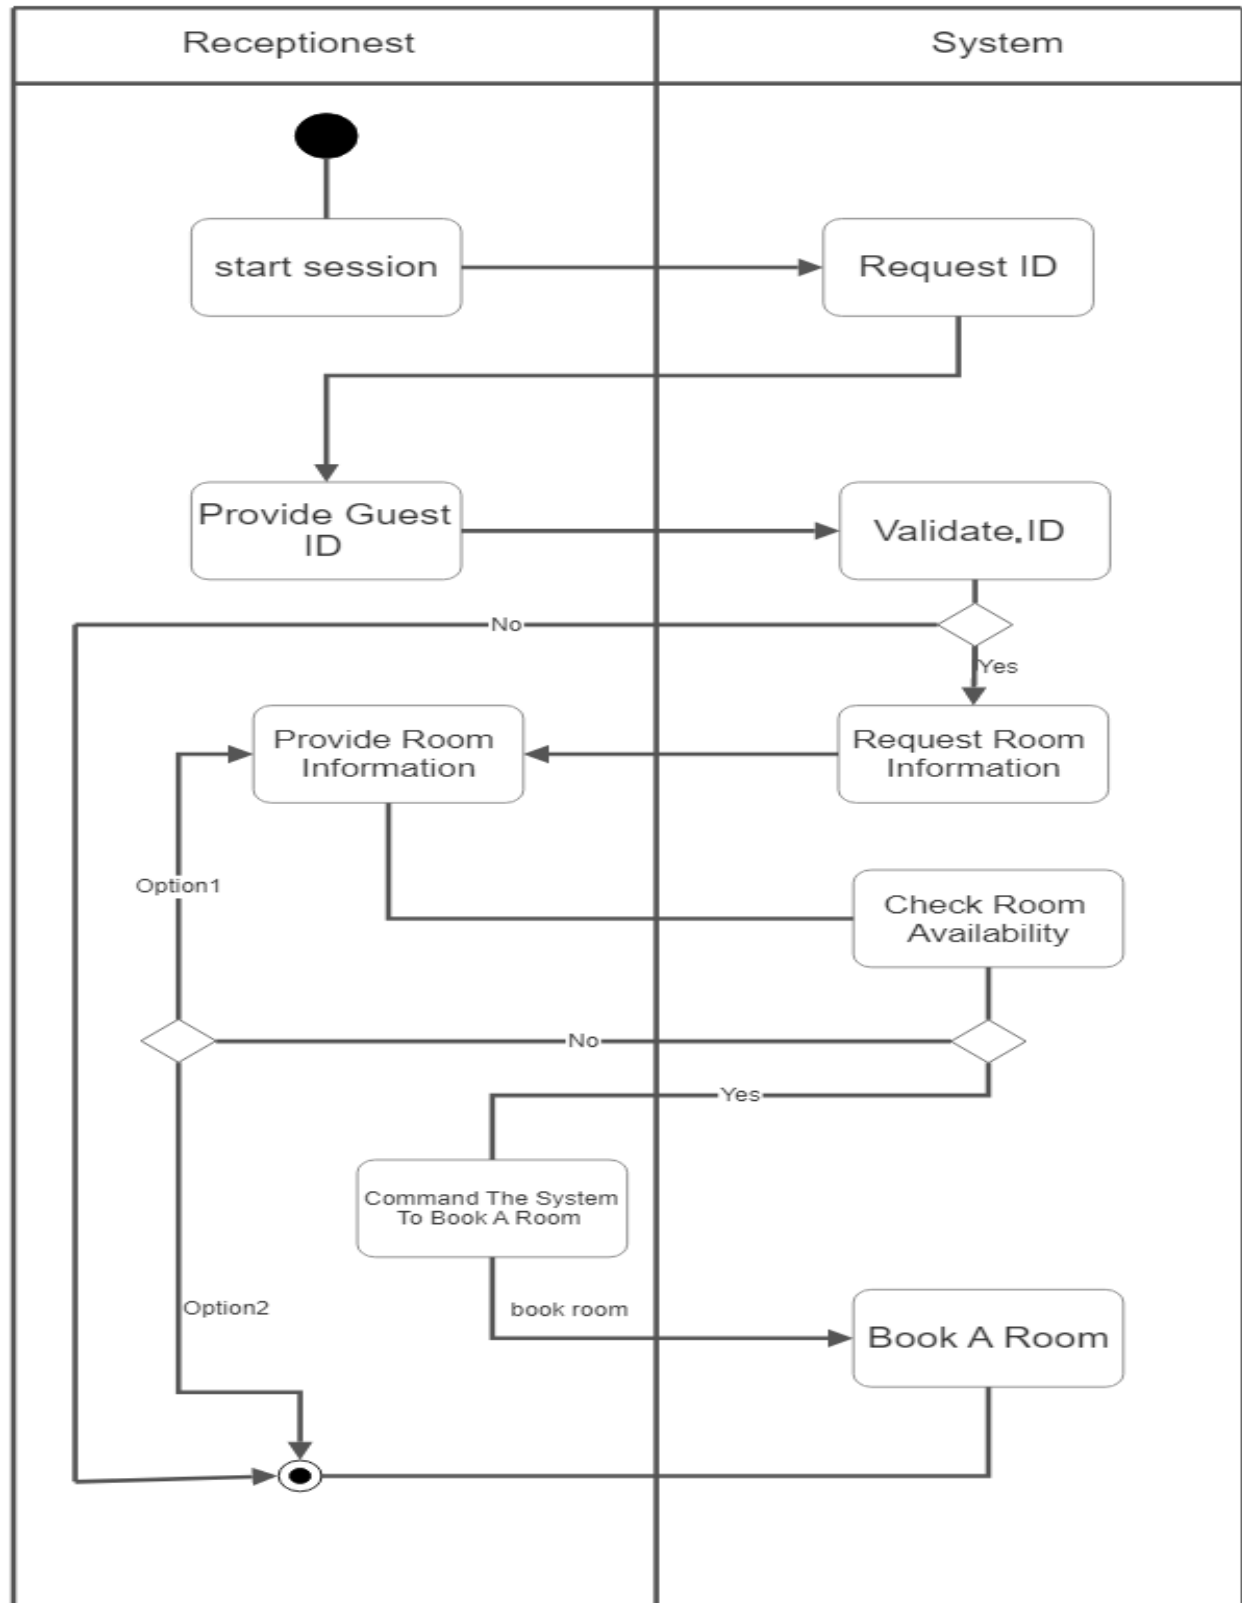 Receptionest
System
start session
Request ID
Provide Guest
ID
Validate.ID
No
Yes
Provide Room
Information
Request Room
Information
Option1
Check Room
Availability
No
Yes
Command The System
To Book A Room
Option2
book room
Book A Room